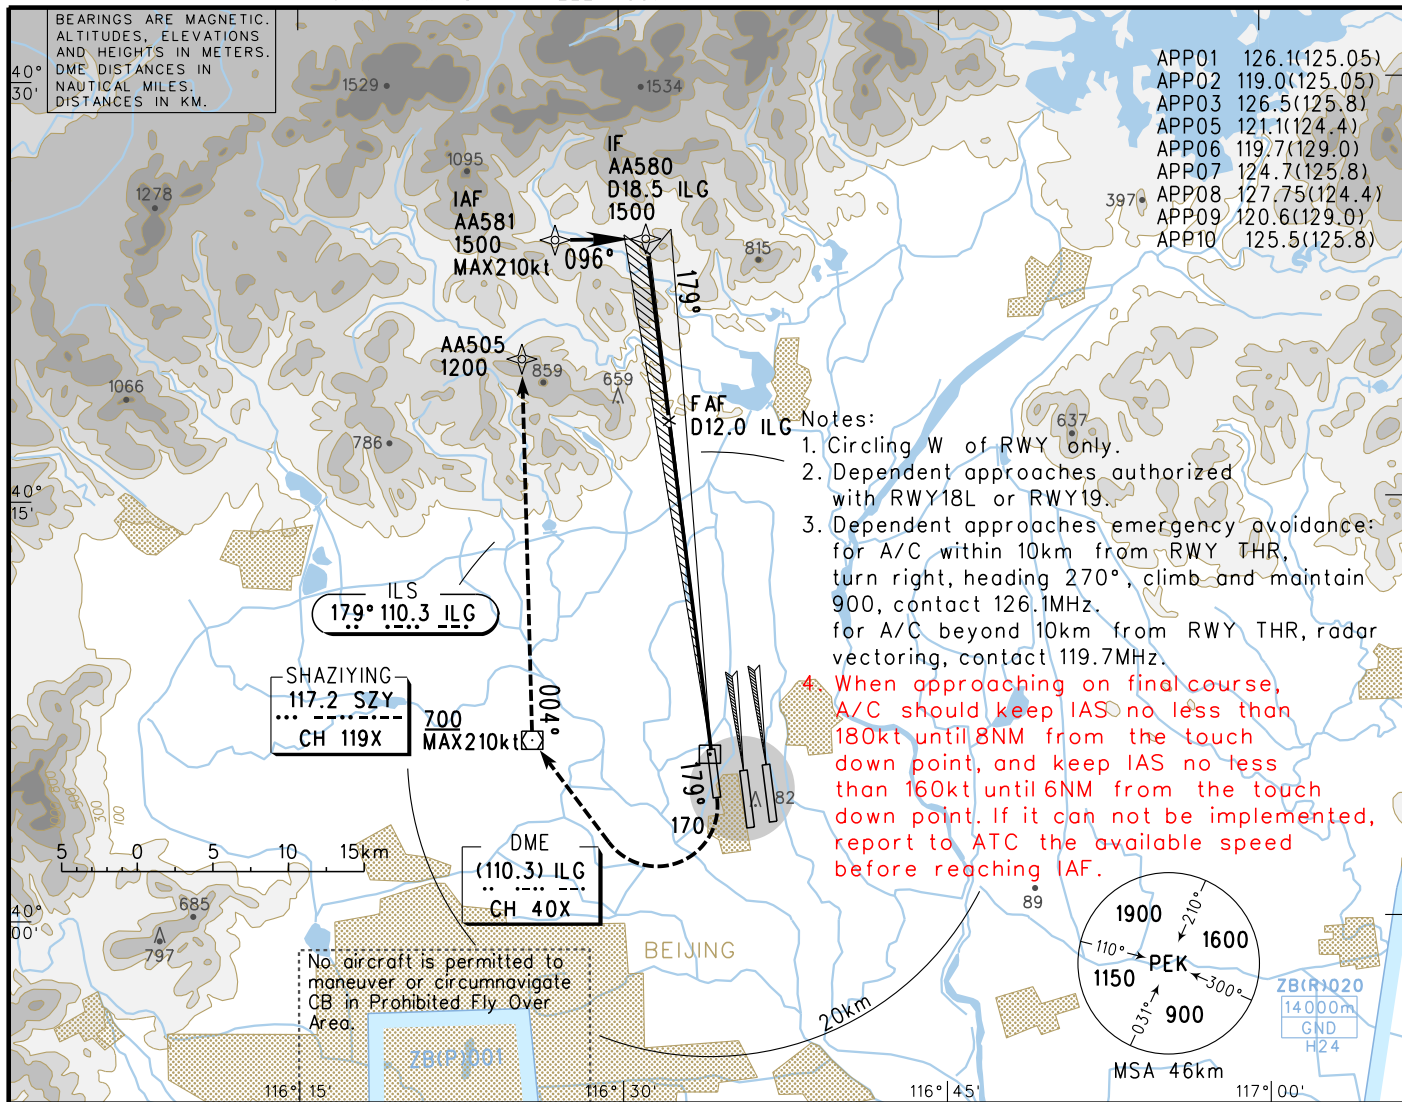 BEARINGS ARE MAGNETIC.
ALTITUDES, ELEVATIONS
AND HEIGHTS IN METERS.
DME DISTANCES IN
NAUTICAL MILES.
DISTANCES IN KM.
APP01 126.1(125.05)
APP02 119.0(125.05)
APP03 126.5(125.8)
APP05 121.1(124.4)
APP06 119.7(129.0)
APP07 124.7(125.8)
APP08 127.75(124.4)
APP09 120.6(129.0)
APP10 125.5(125.8)
40°
30'
1529
1534
1095
1278
397
815
IF
AA580
D18.5 ILG
1500
IAF
AA581
1500
MAX210kt
096°
179°
AA505
1200
859
659
1066
786
637
FAF
D12.0 ILG
Notes:
1. Circling W of RWY only.
2. Dependent approaches authorized
with RWY18L or RWY19.
3. Dependent approaches emergency avoidance:
for A/C within 10km from RWY THR,
turn right, heading 270°, climb and maintain
900, contact 126.1MHz.
for A/C beyond 10km from RWY THR, radar
vectoring, contact 119.7MHz.
4. When approaching on final course,
A/C should keep IAS no less than
180kt until 8NM from the touch
down point, and keep IAS no less
than 160kt until 6NM from the touch
down point. If it can not be implemented,
report to ATC the available speed
before reaching IAF.
40°
15'
ILS
179° 110.3 ILG
SHAZIYING
117.2 SZY
CH 119X
700
MAX210kt
004°
179°
170
82
300
100
5 0 5 10 15km
DME
(110.3) ILG
CH 40X
685
797
40°
00'
89
BEIJING
No aircraft is permitted to
maneuver or circumnavigate
CB in Prohibited Fly Over
Area.
ZB(P)001
20km
1900
210°
1600
110°
PEK
1150
300°
031°
900
MSA 46km
ZB(R)020
14000m
GND
H24
116° 15'
116° 30'
116° 45'
117° 00'